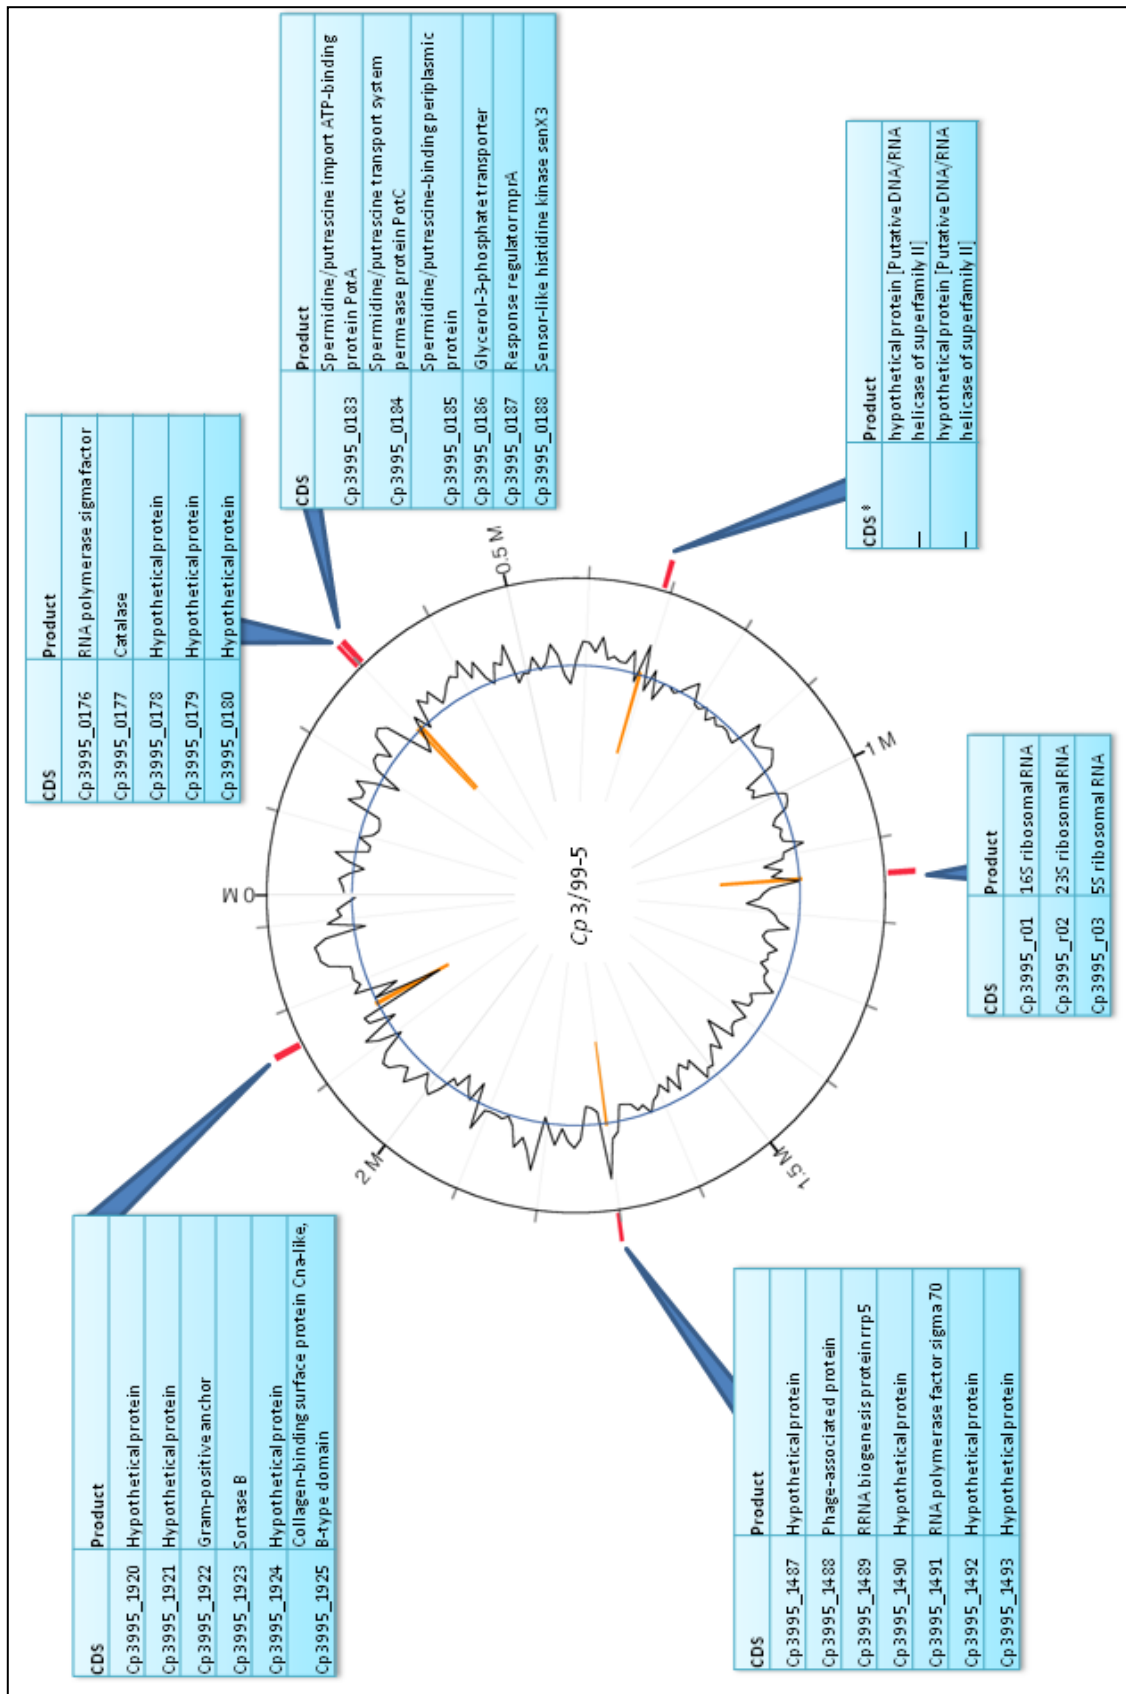 CDS Product
Cp3995_0176 RNA polymerase sigma factor
Cp3995_0177 Catalase
Cp3995_0178 Hypothetical protein
Cp3995_0179 Hypothetical protein
Cp3995_0180 Hypothetical protein
CDS Product
Spermidine/putrescine import ATP-binding
Cp3995_0183 protein PotA
Spermidine/putrescine transport system
Cp3995_0184 permease protein PotC
Spermidine/putrescine-binding periplasmic
Cp3995_0185 protein
Cp3995_0186 Glycerol-3-phosphate transporter
Cp3995_0187 Response regulator mprA
Cp3995_0188 Sensor-like histidine kinase senX3
CDS * Product
hypothetical protein [Putative DNA/RNA
— helicase of superfamily II]
hypothetical protein [Putative DNA/RNA
— helicase of superfamily II]
CDS Product
Cp3995_r01 16S ribosomal RNA
Cp3995_r02 23S ribosomal RNA
Cp3995_r03 5S ribosomal RNA
CDS Product
Cp3995_1487 Hypothetical protein
Cp3995_1488 Phage-associated protein
Cp3995_1489 RRNA biogenesis protein rrp5
Cp3995_1490 Hypothetical protein
Cp3995_1491 RNA polymerase factor sigma 70
Cp3995_1492 Hypothetical protein
Cp3995_1493 Hypothetical protein
CDS Product
Cp3995_1920 Hypothetical protein
Cp3995_1921 Hypothetical protein
Cp3995_1922 Gram-positive anchor
Cp3995_1923 Sortase B
Cp3995_1924 Hypothetical protein
Collagen-binding surface protein Cna-like,
Cp3995_1925 B-type domain
0 M
0.5 M
1 M
1.5 M
2 M
Cp 3/99-5